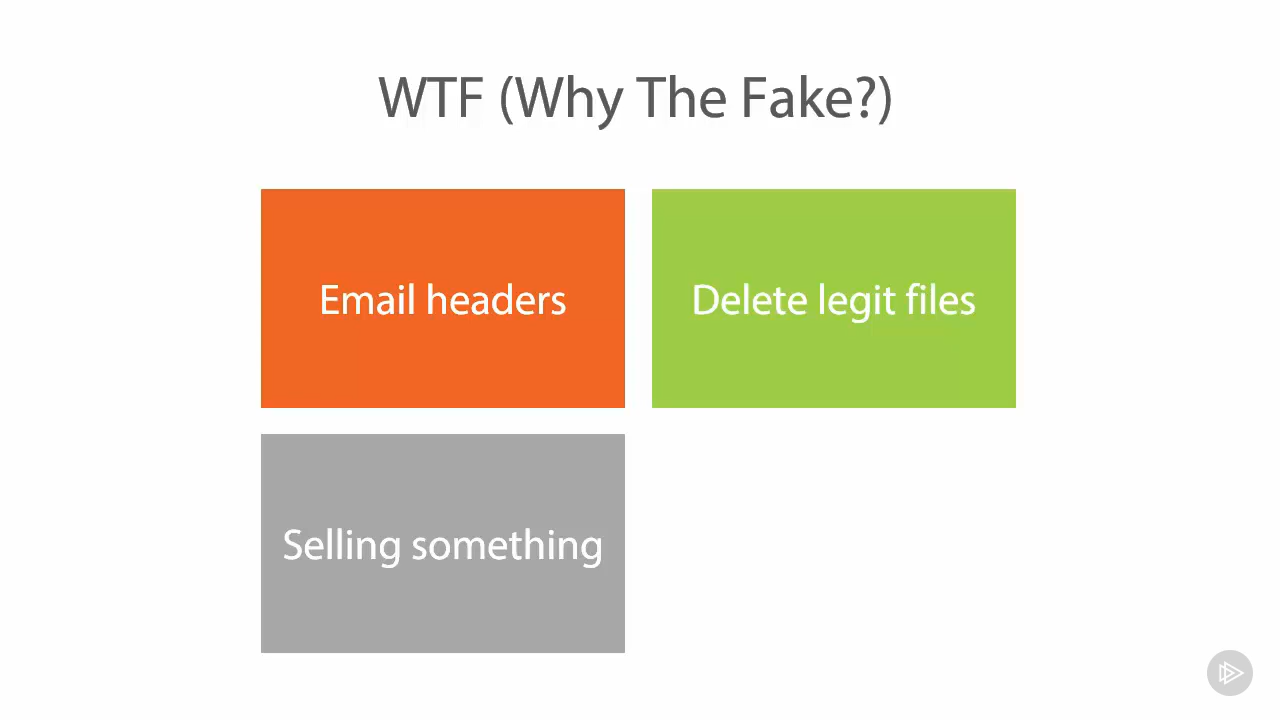 WTF (Why The Fake?)
Email headers
Delete legit files
Selling something